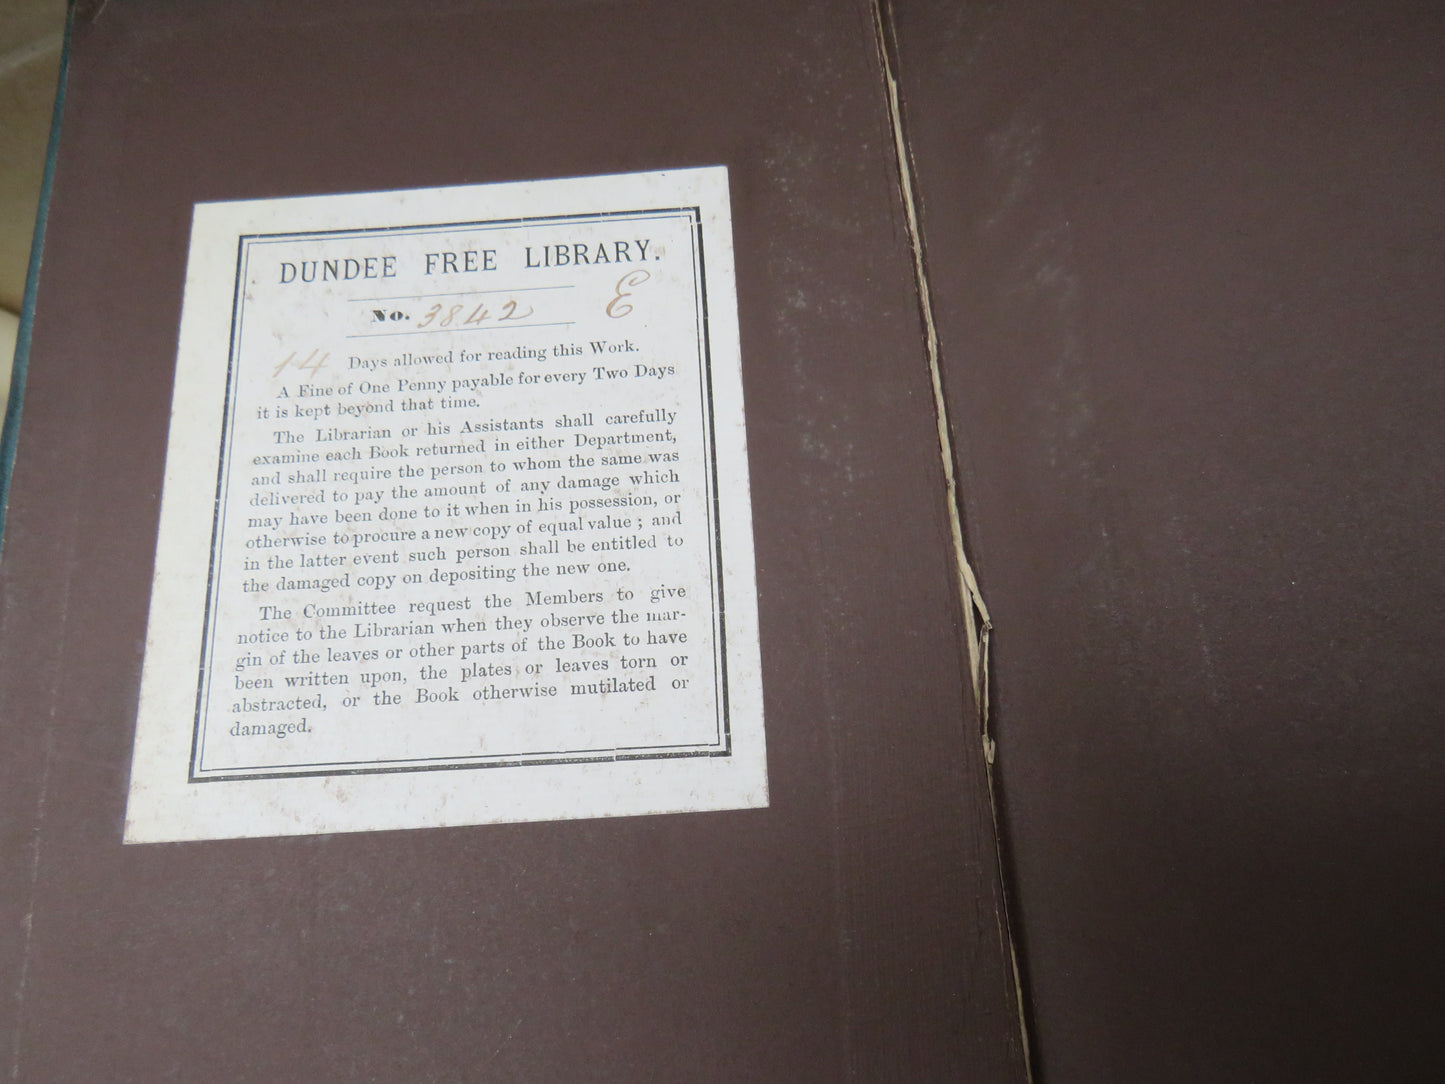 DUNDEE FREE LIBRARY.
No. 3842 E
14 Days allowed for reading this Work.
A Fine of One Penny payable for every Two Days
it is kept beyond that time.
The Librarian or his Assistants shall carefully
examine each Book returned in either Department,
and shall require the person to whom the same was
delivered to pay the amount of any damage which
may have been done to it when in his possession, or
otherwise to procure a new copy of equal value ; and
in the latter event such person shall be entitled to
the damaged copy on depositing the new one.
The Committee request the Members to give
notice to the Librarian when they observe the mar-
gin of the leaves or other parts of the Book to have
been written upon, the plates or leaves torn or
abstracted, or the Book otherwise mutilated or
damaged.